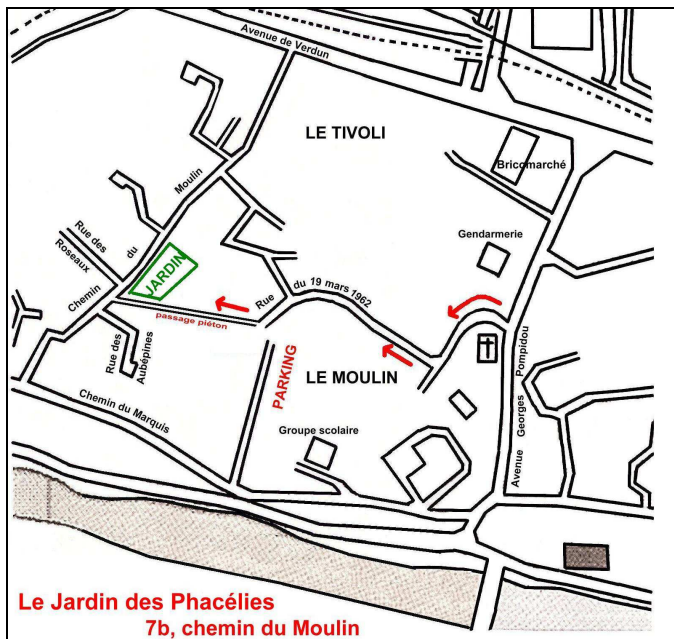 Avenue de Verdun
LE TIVOLI
Bricomarché
Moulin
Rue des
Roseaux
du
Gendarmerie
JARDIN
Chemin
Rue
du 19 mars 1962
passage piéton
Rue des
Aubépines
PARKING
LE MOULIN
Pompidou
Georges
Avenue
Chemin du Marquis
Groupe scolaire
Le Jardin des Phacélies
7b, chemin du Moulin